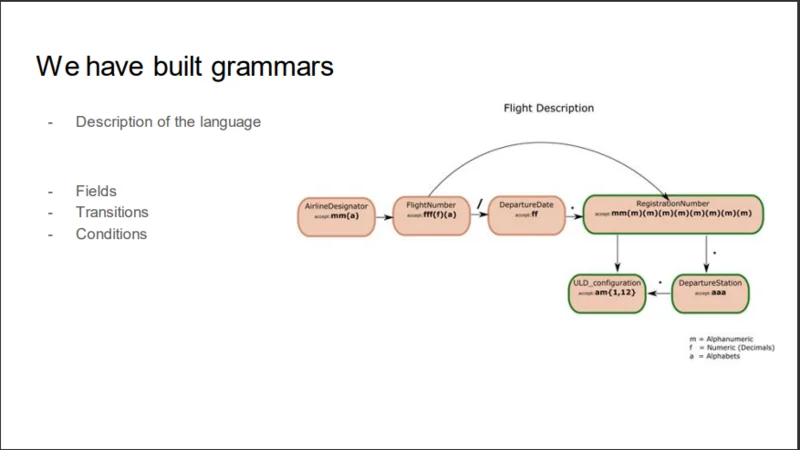 We have built grammars
- Description of the language
- Fields
- Transitions
- Conditions
Flight Description
AirlineDesignator
accept:mm(a)
FlightNumber
accept:fff(f)(a)
/
DepartureDate
accept:ff
.
RegistrationNumber
accept:mm(m)(m)(m)(m)(m)(m)(m)(m)
.
ULD_configuration
accept:am{1,12}
.
DepartureStation
accept:aaa
m = Alphanumeric
f = Numeric (Decimals)
a = Alphabets